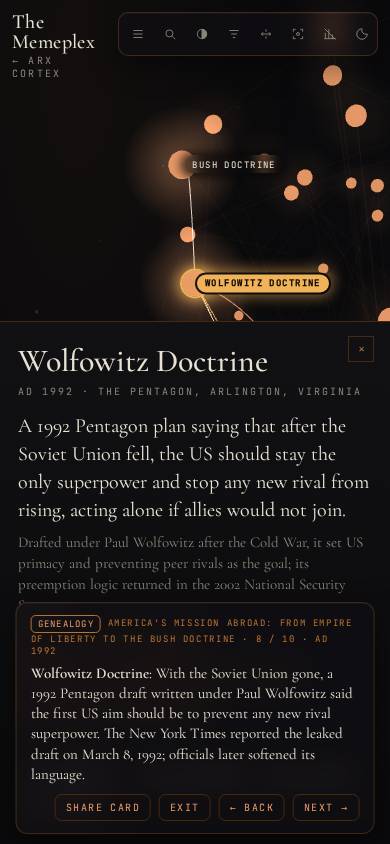 The
Memeplex
← ARX
CORTEX
BUSH DOCTRINE
WOLFOWITZ DOCTRINE
×
Wolfowitz Doctrine
AD 1992 · THE PENTAGON, ARLINGTON, VIRGINIA
A 1992 Pentagon plan saying that after the
Soviet Union fell, the US should stay the
only superpower and stop any new rival from
rising, acting alone if allies would not join.
Drafted under Paul Wolfowitz after the Cold War, it set US
primacy and preventing peer rivals as the goal; its
preemption logic returned in the 2002 National Security
GENEALOGY AMERICA'S MISSION ABROAD: FROM EMPIRE
OF LIBERTY TO THE BUSH DOCTRINE · 8 / 10 · AD
1992
Wolfowitz Doctrine: With the Soviet Union gone, a
1992 Pentagon draft written under Paul Wolfowitz said
the first US aim should be to prevent any new rival
superpower. The New York Times reported the leaked
draft on March 8, 1992; officials later softened its
language.
SHARE CARD EXIT ← BACK NEXT →